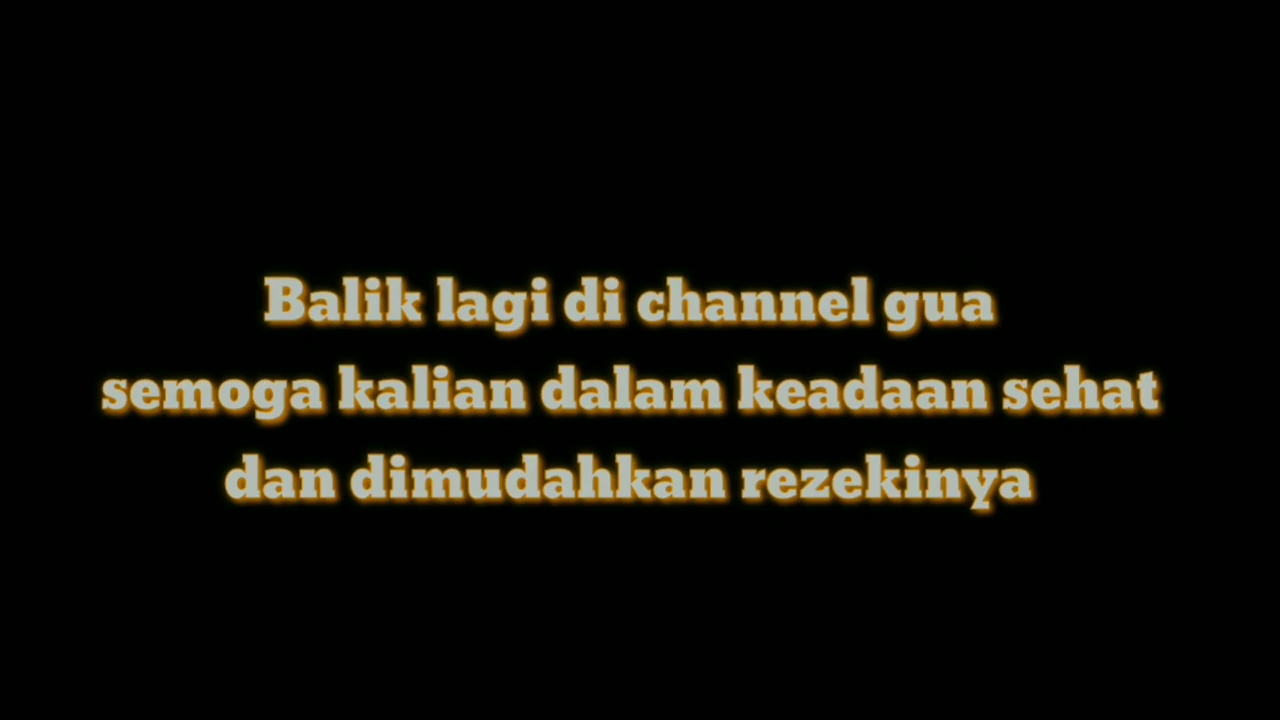 Balik lagi di channel gua
semoga kalian dalam keadaan sehat
dan dimudahkan rezekinya